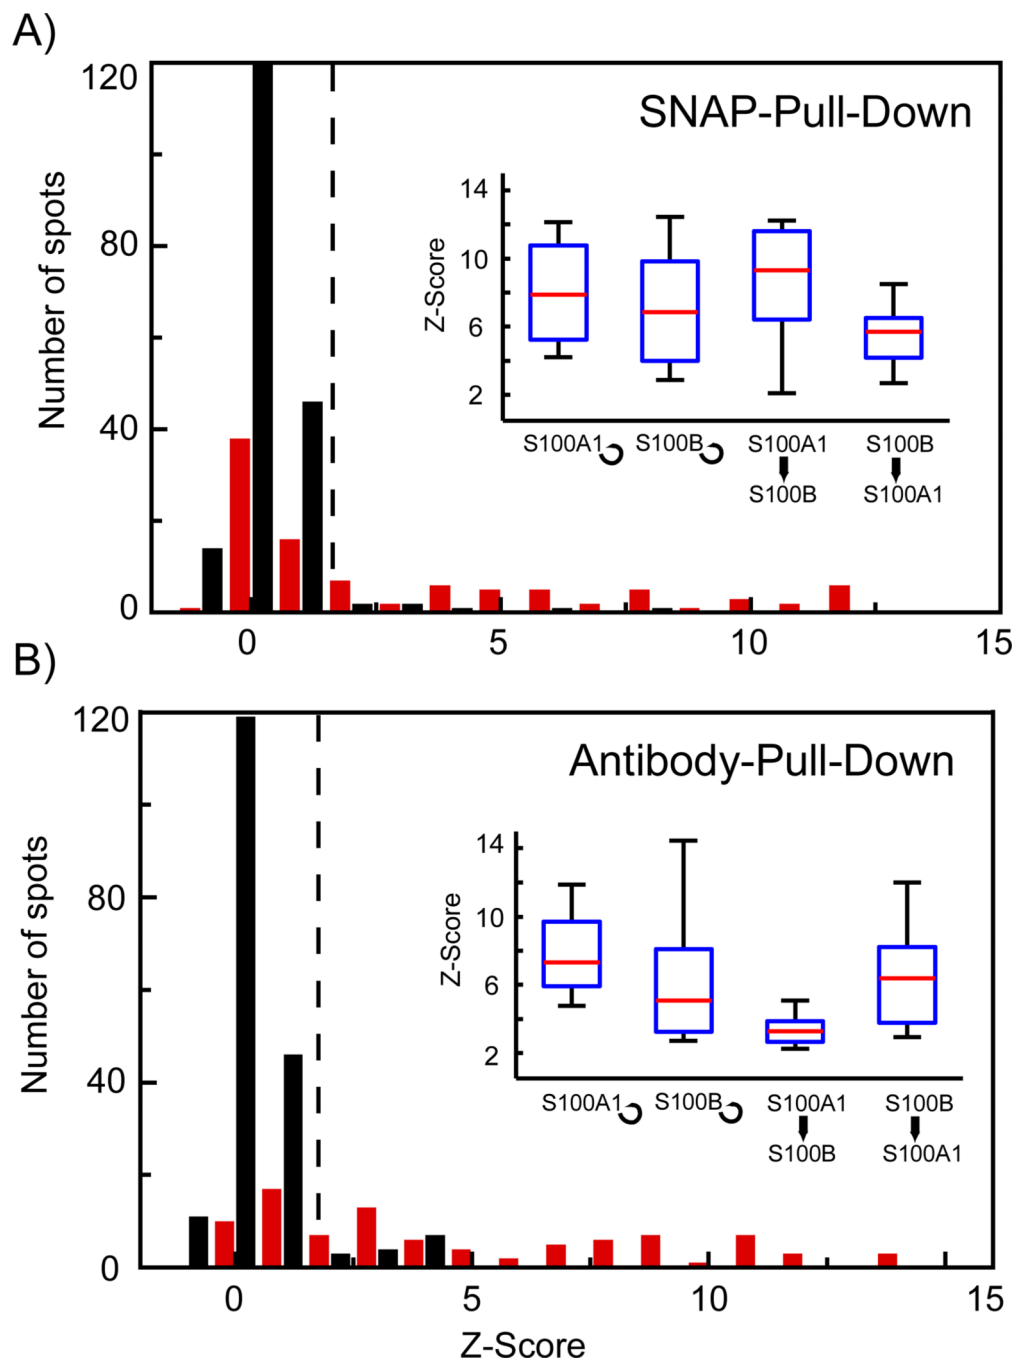 A)
SNAP-Pull-Down
Number of spots
120
80
40
0
0 5 10 15
Z-Score
14
10
6
2
S100A1 S100B S100A1 S100B
S100B S100A1
B)
Antibody-Pull-Down
Number of spots
120
80
40
0
0 5 10 15
Z-Score
Z-Score
14
10
6
2
S100A1 S100B S100A1 S100B
S100B S100A1